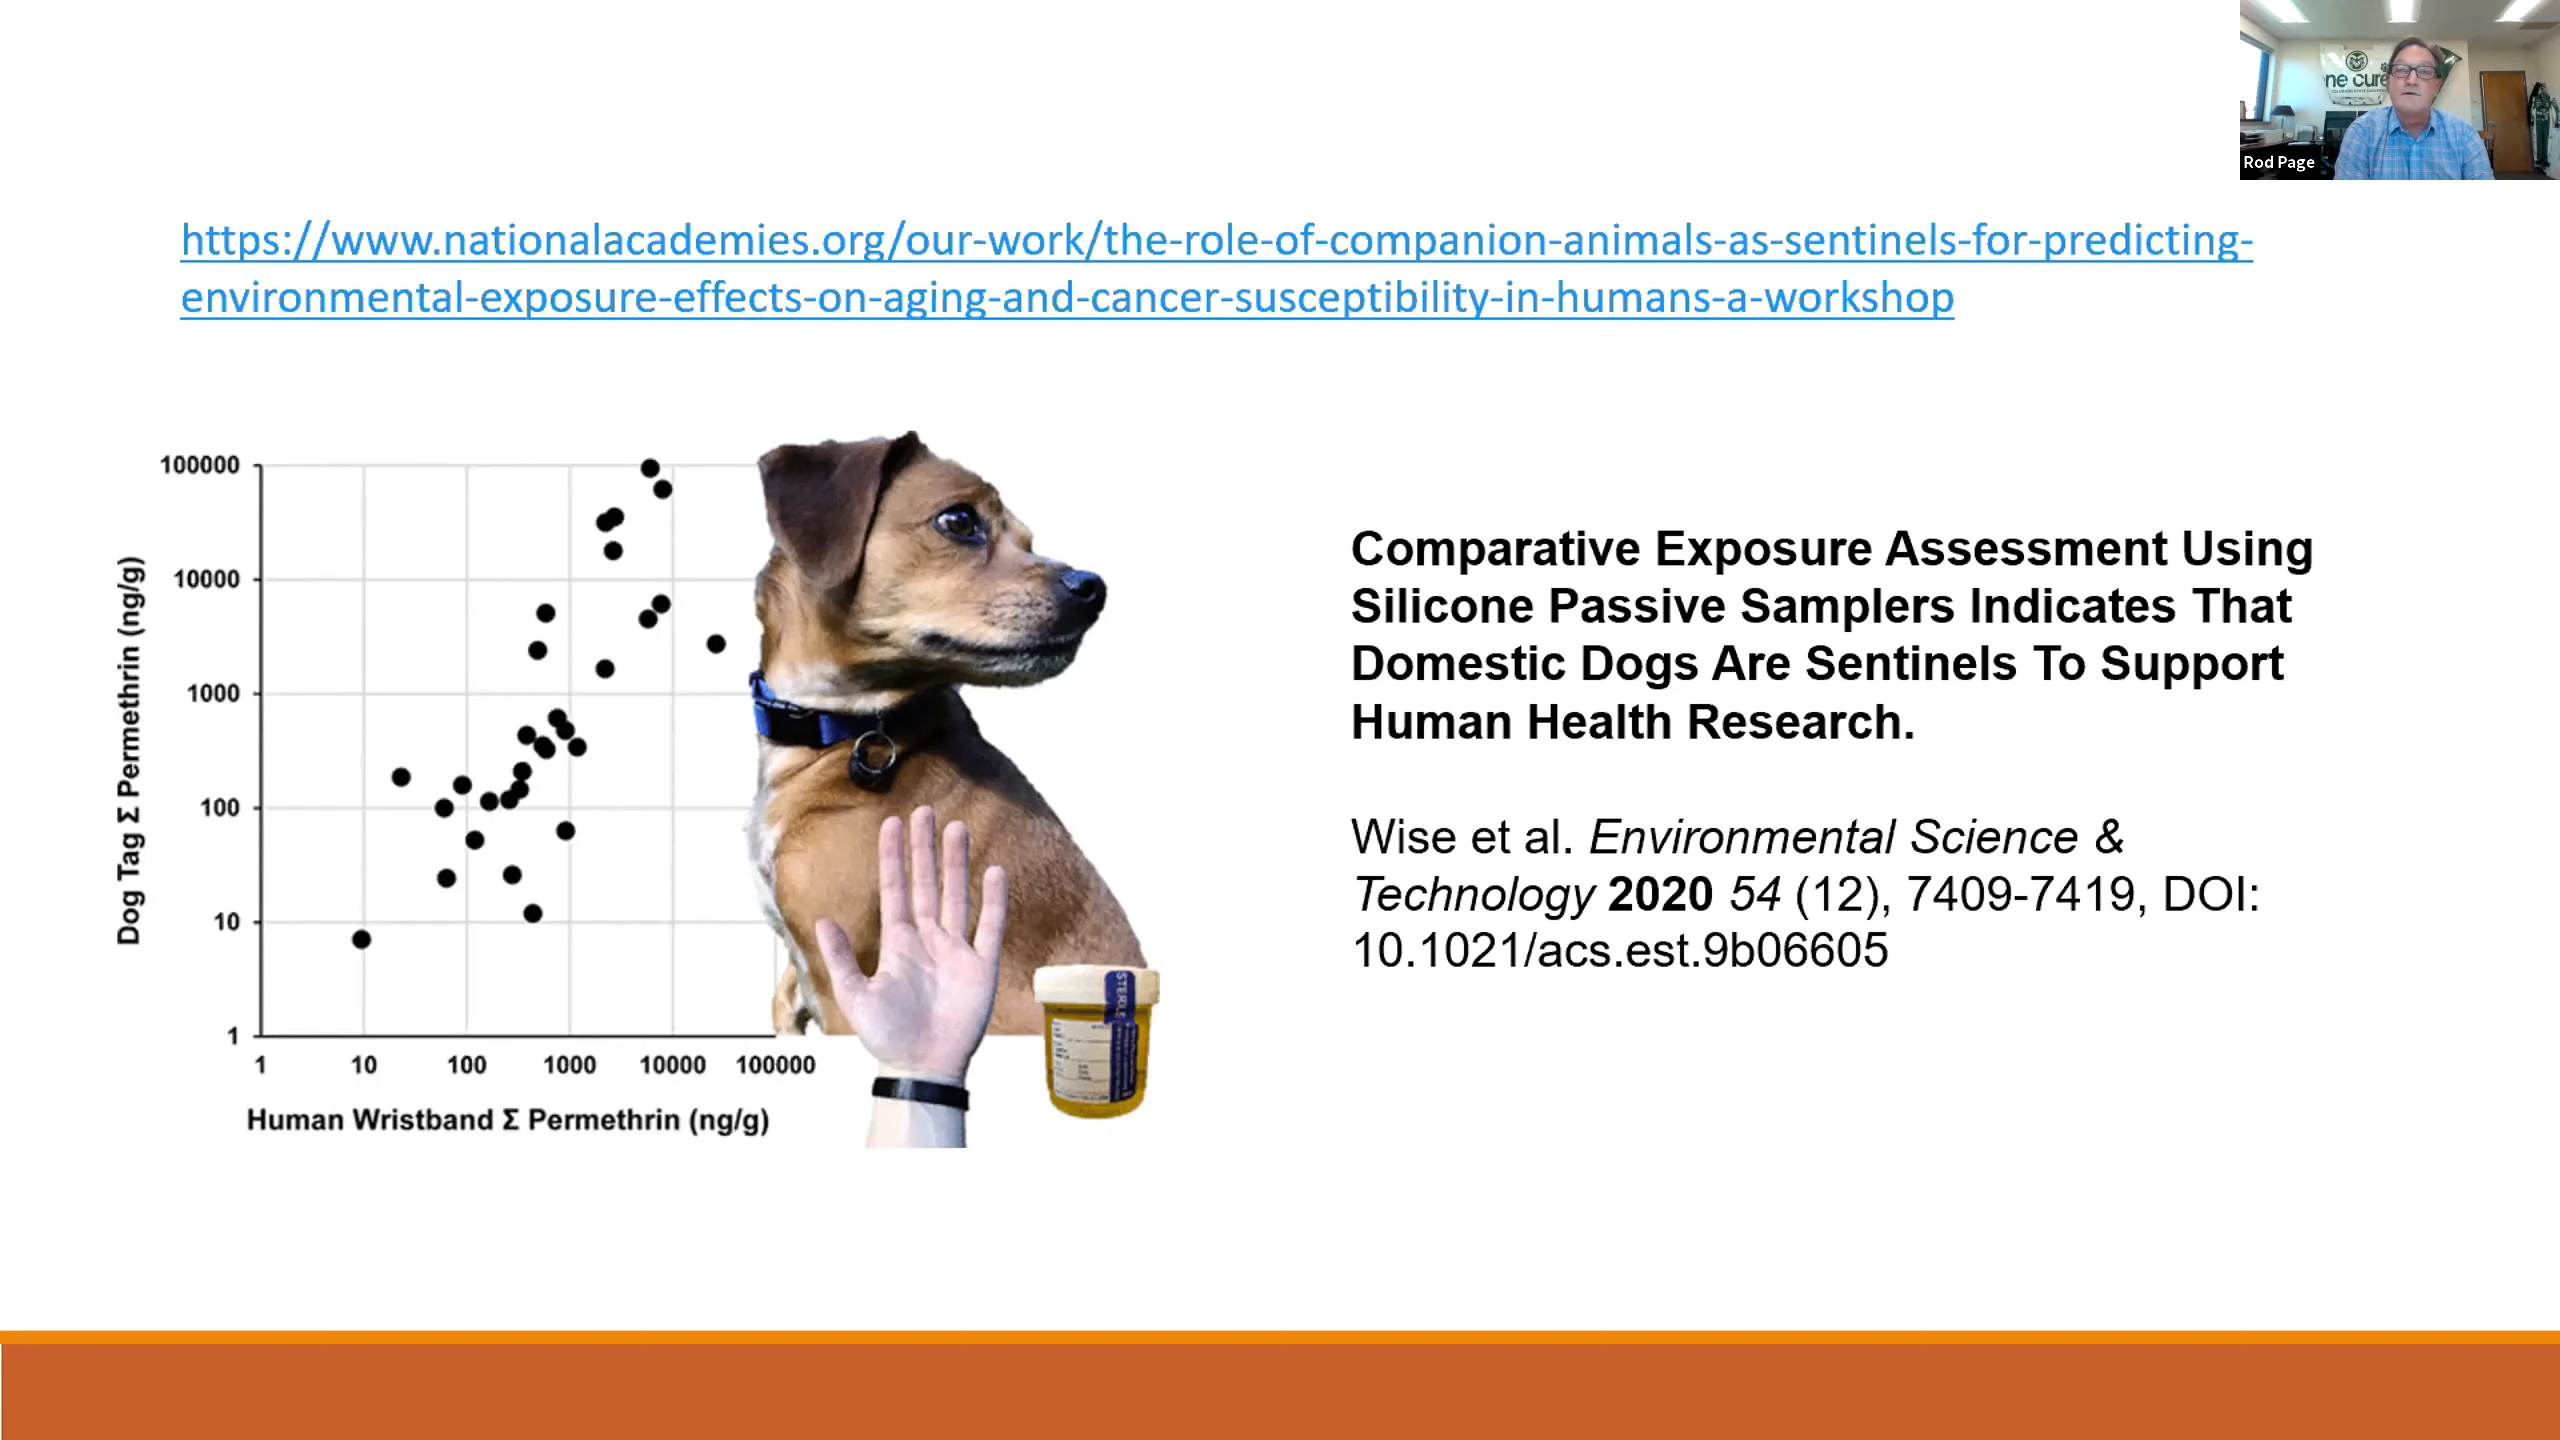 ne cure
Rod Page
https://www.nationalacademies.org/our-work/the-role-of-companion-animals-as-sentinels-for-predicting-
environmental-exposure-effects-on-aging-and-cancer-susceptibility-in-humans-a-workshop
100000
10000
1000
100
10
1
Dog Tag Σ Permethrin (ng/g)
1 10 100 1000 10000 100000
Human Wristband Σ Permethrin (ng/g)
STERILE
Comparative Exposure Assessment Using
Silicone Passive Samplers Indicates That
Domestic Dogs Are Sentinels To Support
Human Health Research.
Wise et al. Environmental Science &
Technology 2020 54 (12), 7409-7419, DOI:
10.1021/acs.est.9b06605